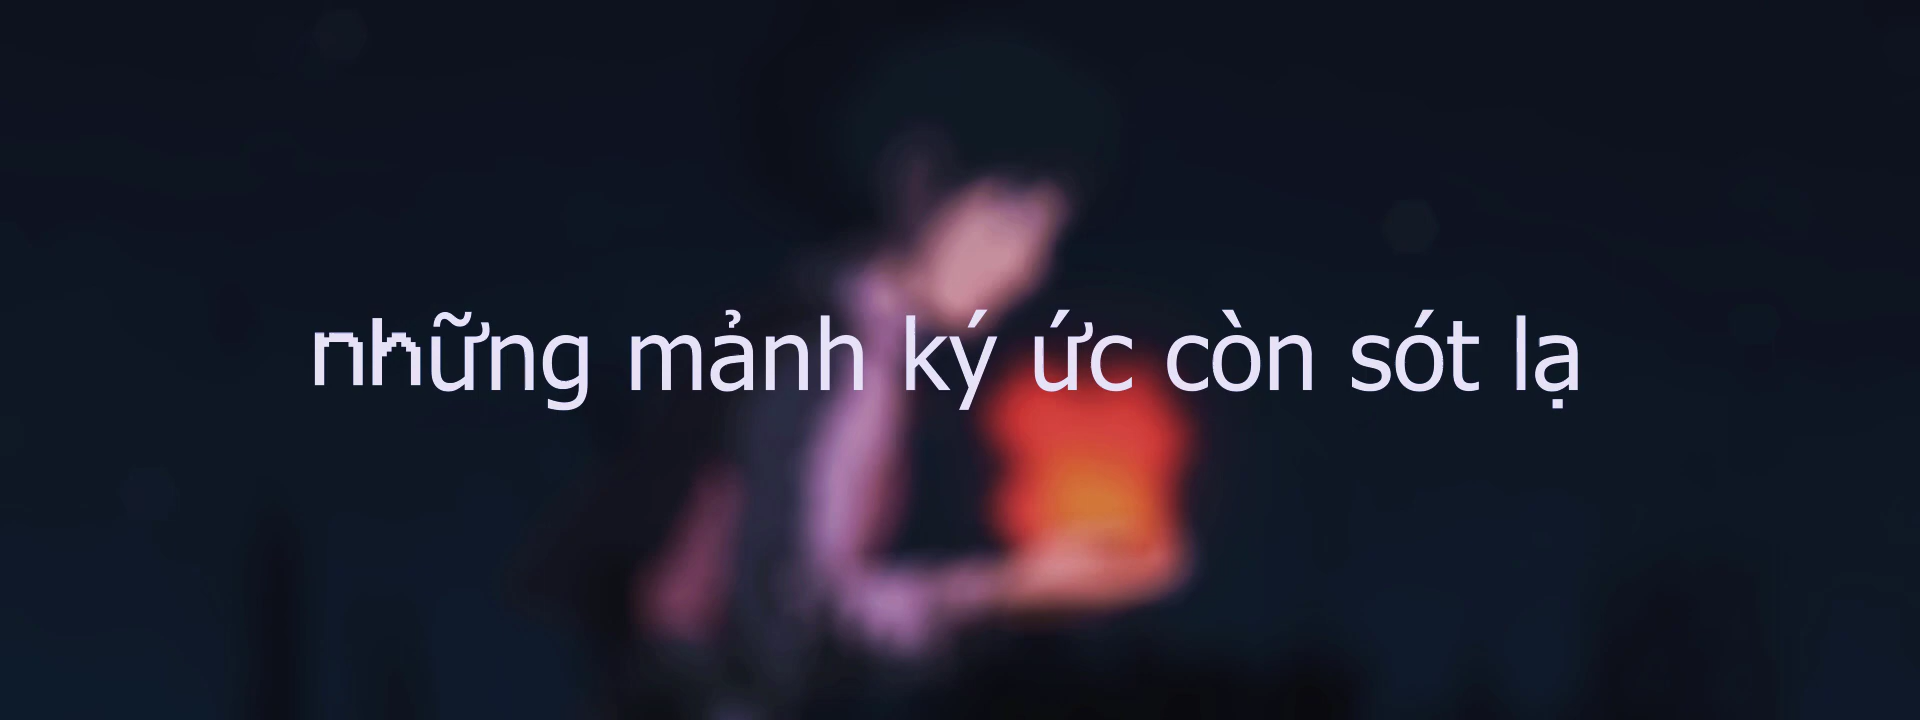 những mảnh ký ức còn sót lạ